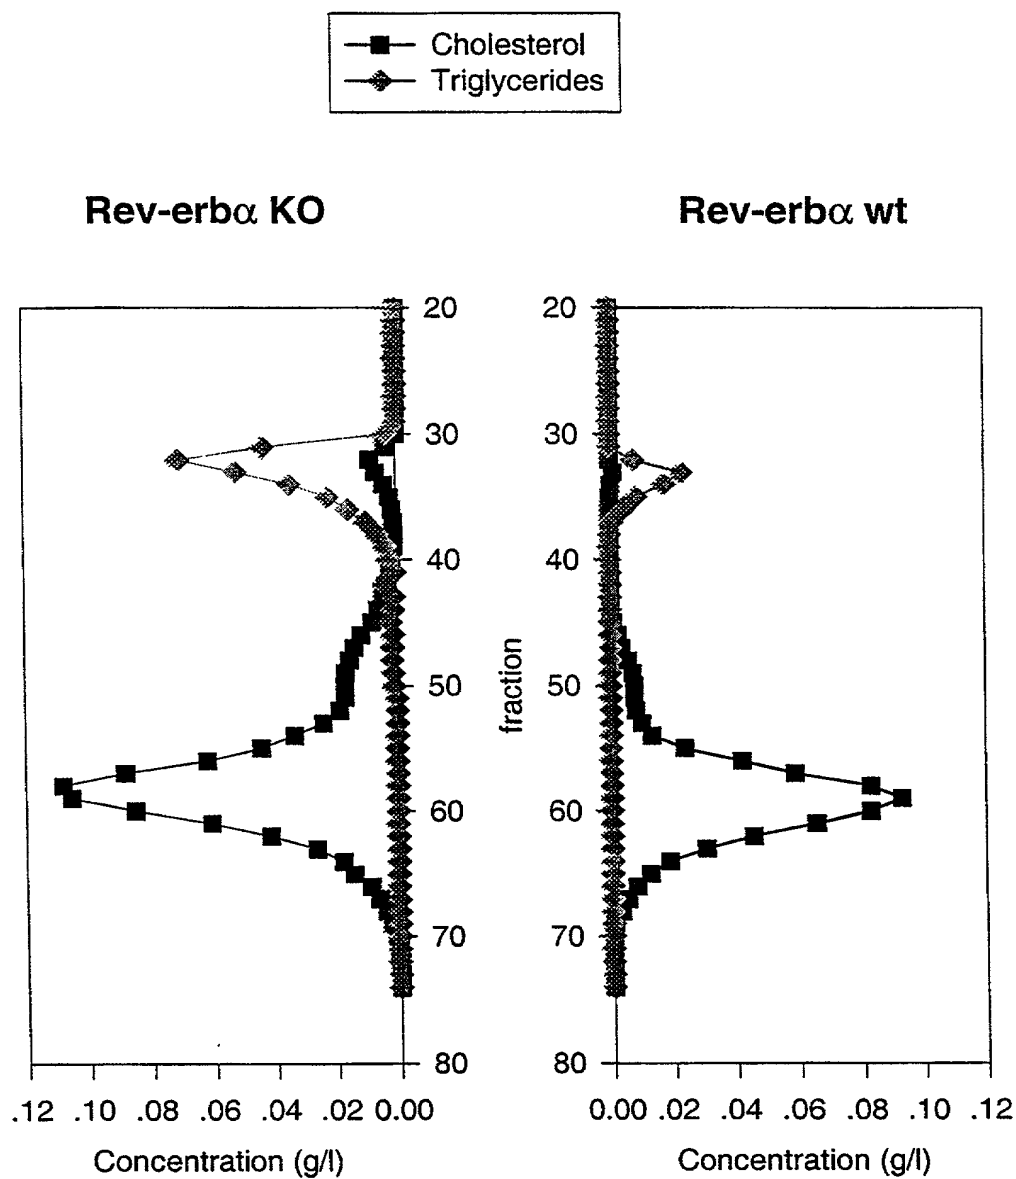 Cholesterol
Triglycerides
Rev-erbα KO
Rev-erbα wt
20
30
40
50
60
70
80
fraction
20
30
40
50
60
70
80
.12 .10 .08 .06 .04 .02 0.00
0.00 .02 .04 .06 .08 .10 .12
Concentration (g/l)
Concentration (g/l)